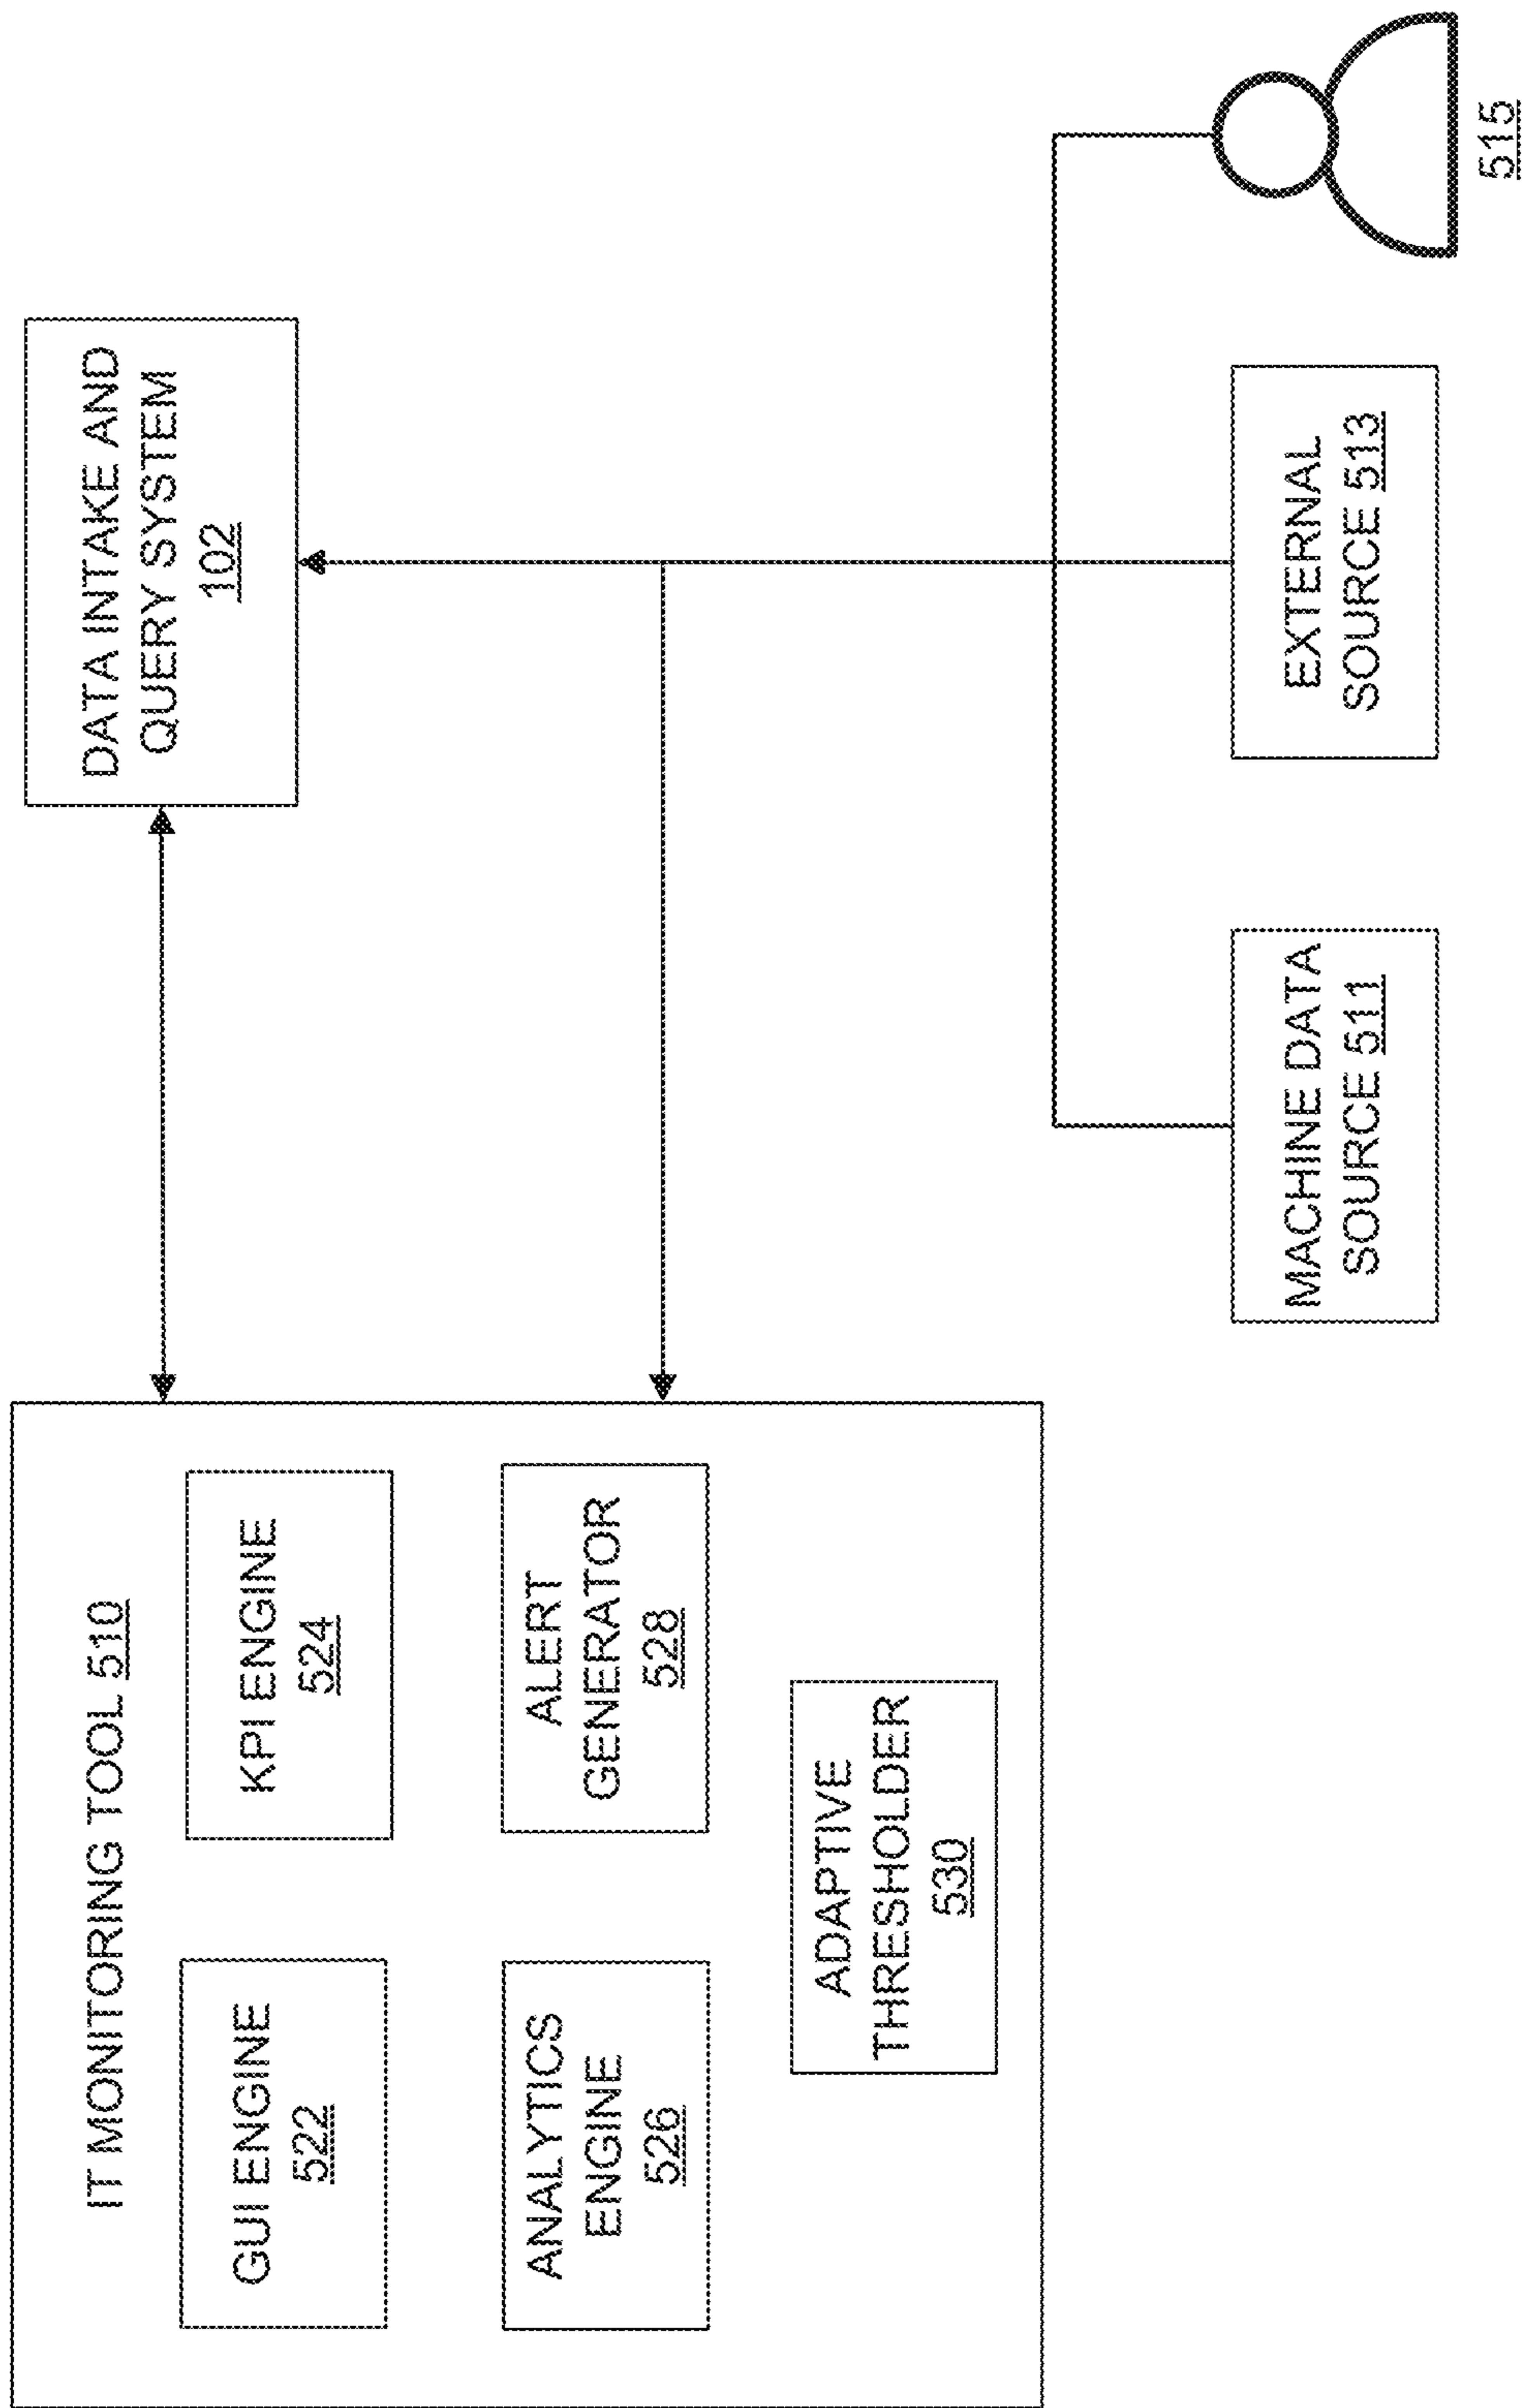 IT MONITORING TOOL 510
GUI ENGINE
522
KPI ENGINE
524
ANALYTICS
ENGINE
526
ALERT
GENERATOR
528
ADAPTIVE
THRESHOLDER
530
DATA INTAKE AND
QUERY SYSTEM
102
MACHINE DATA
SOURCE 511
EXTERNAL
SOURCE 513
515